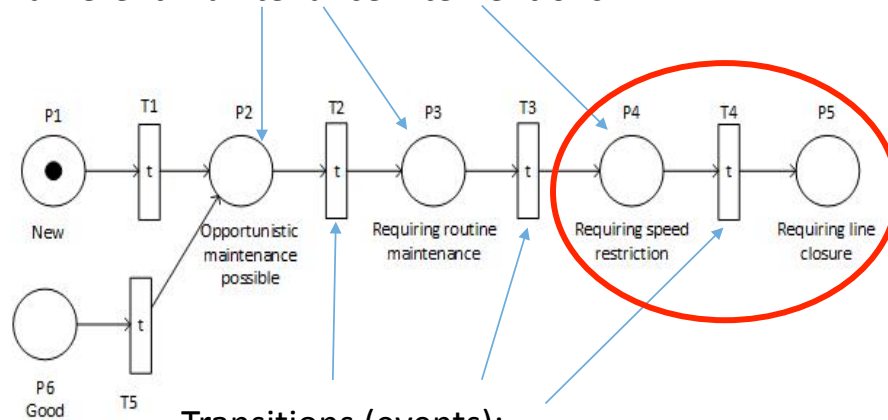 P1 T1 P2 T2 P3 T3 P4 T4 P5
t t t t
New
Opportunistic
maintenance
possible
Requiring routine
maintenance
Requiring speed
restriction
Requiring line
closure
t
P6
Good
T5
Transitions (events):